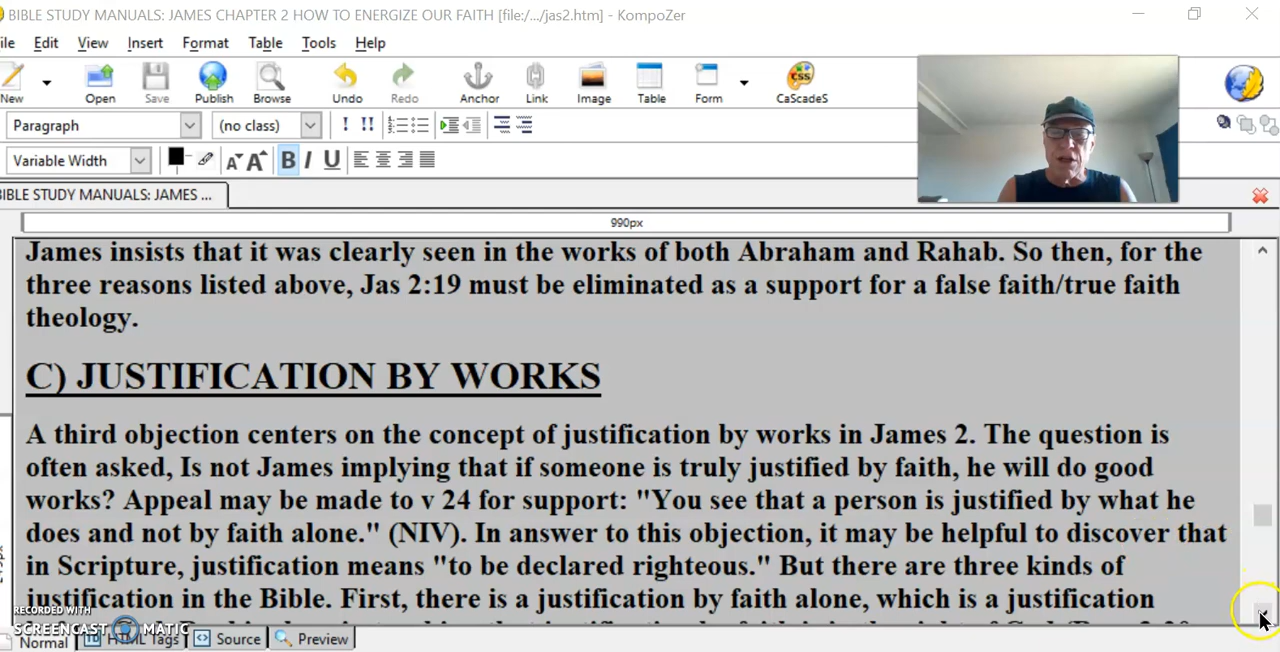 BIBLE STUDY MANUALS: JAMES CHAPTER 2 HOW TO ENERGIZE OUR FAITH [file:/.../jas2.htm] - KompoZer
ile Edit View Insert Format Table Tools Help
New Open Save Publish Browse Undo Redo Anchor Link Image Table Form CaScadeS
CSS
Paragraph (no class) ! !!
Variable Width A A B I U
BIBLE STUDY MANUALS: JAMES ...
990px
James insists that it was clearly seen in the works of both Abraham and Rahab. So then, for the
three reasons listed above, Jas 2:19 must be eliminated as a support for a false faith/true faith
theology.
C) JUSTIFICATION BY WORKS
A third objection centers on the concept of justification by works in James 2. The question is
often asked, Is not James implying that if someone is truly justified by faith, he will do good
works? Appeal may be made to v 24 for support: "You see that a person is justified by what he
does and not by faith alone." (NIV). In answer to this objection, it may be helpful to discover that
in Scripture, justification means "to be declared righteous." But there are three kinds of
justification in the Bible. First, there is a justification by faith alone, which is a justification
RECORDED WITH
SCREENCAST MATIC
Normal HTML Tags Source Preview